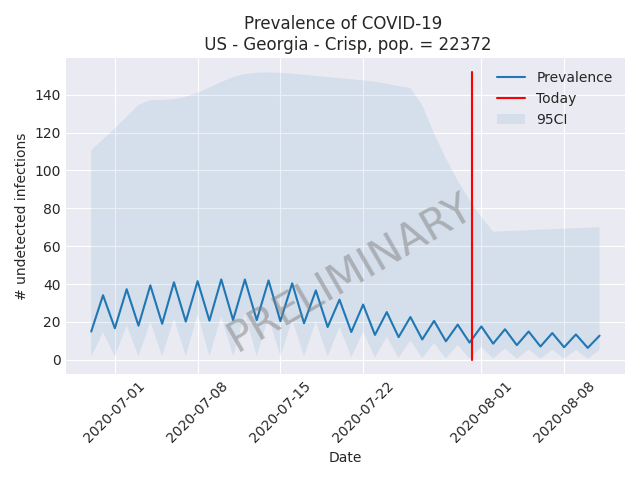 Prevalence of COVID-19
US - Georgia - Crisp, pop. = 22372
Prevalence
Today
95CI
140
120
100
80
60
40
20
0
# undetected infections
PRELIMINARY
2020-07-01
2020-07-08
2020-07-15
2020-07-22
2020-08-01
2020-08-08
Date